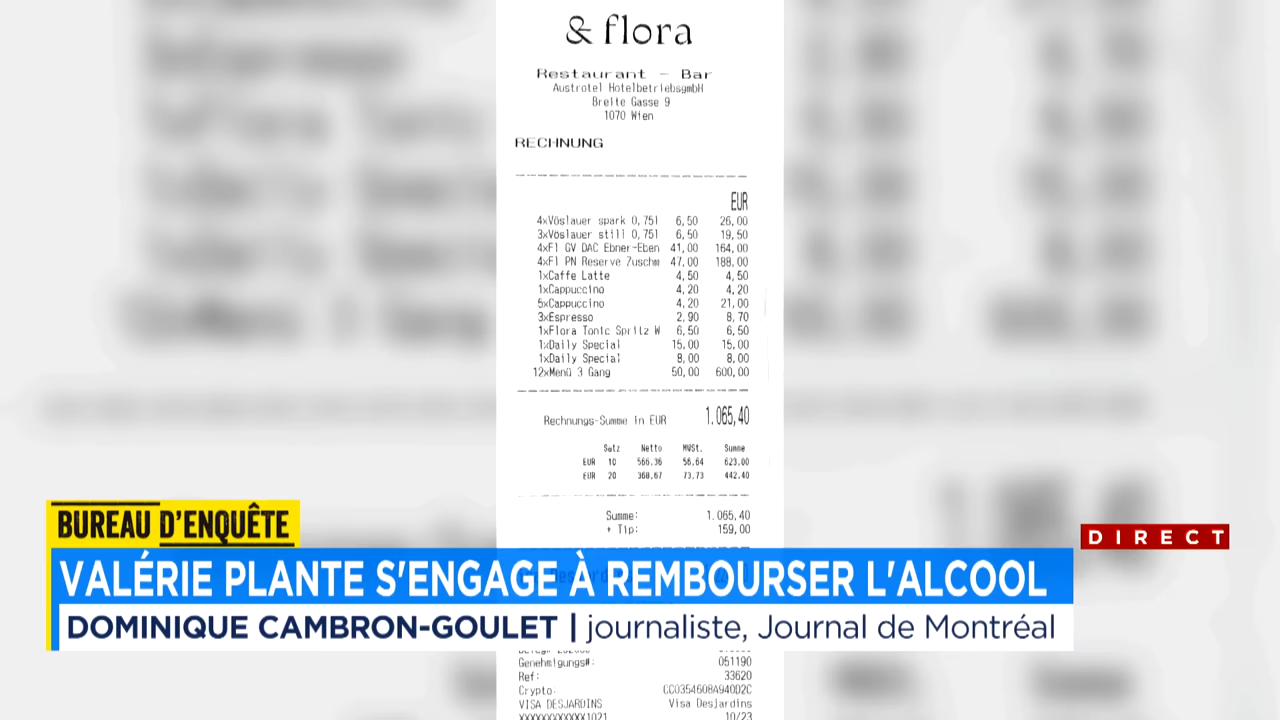 & flora
Restaurant - Bar
Austrotel HotelbetriebsgmbH
Breite Gasse 9
1070 Wien
RECHNUNG
EUR
4xVöslauer spark 0,75l 6,50 26,00
3xVöslauer still 0,75l 6,50 19,50
4xFl GV DAC Ebner-Eben 41,00 164,00
4xFl PN Reserve Zuschm 47,00 188,00
1xCaffe Latte 4,50 4,50
1xCappuccino 4,20 4,20
5xCappuccino 4,20 21,00
3xEspresso 2,90 8,70
1xFlora Tonic Spritz W 6,50 6,50
1xDaily Special 15,00 15,00
1xDaily Special 8,00 8,00
12xMenü 3 Gang 50,00 600,00
Rechnungs-Summe in EUR 1.065,40
Satz Netto MWSt. Summe
EUR 10 566.36 56.64 623.00
EUR 20 368.67 73.73 442.40
Summe: 1.065,40
+ Tip: 159,00
BUREAU D'ENQUÊTE
DIRECT
VALÉRIE PLANTE S'ENGAGE À REMBOURSER L'ALCOOL
DOMINIQUE CAMBRON-GOULET | journaliste, Journal de Montréal
Genehmigungs#: 051190
Ref: 33620
Crypto: CC0354608A940D2C
VISA DESJARDINS Visa Desjardins
XXXXXXXXXXXX1021 10/23